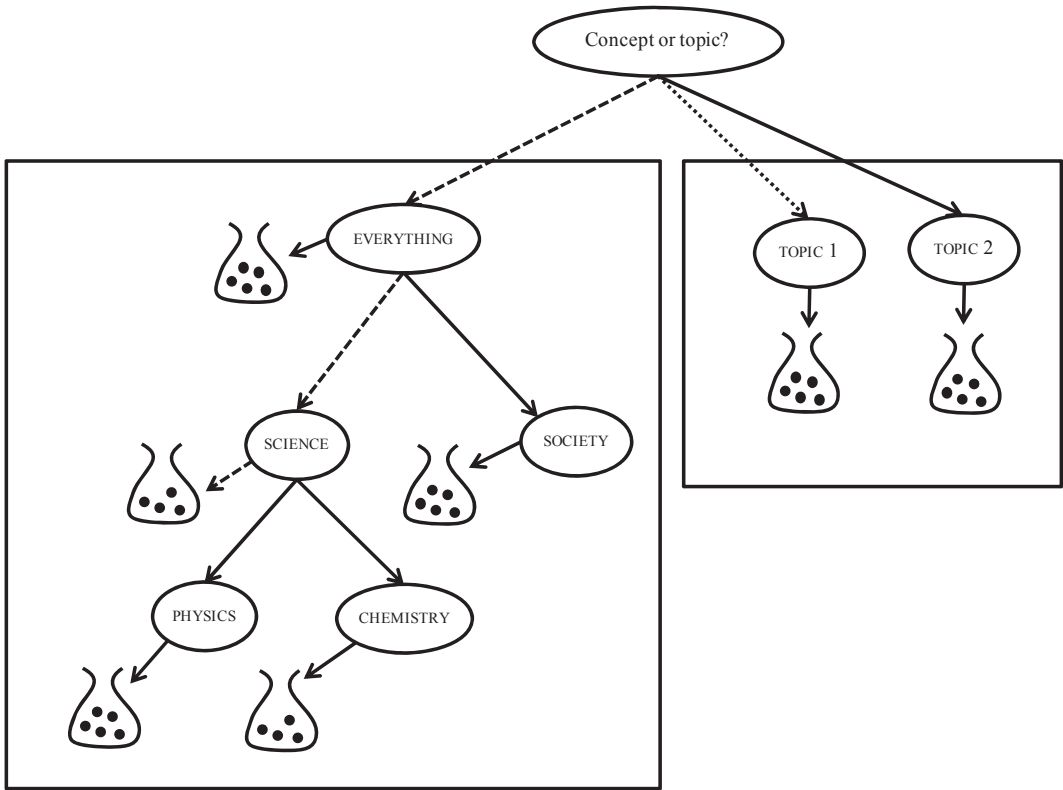 Concept or topic?
EVERYTHING
TOPIC 1
TOPIC 2
SCIENCE
SOCIETY
PHYSICS
CHEMISTRY